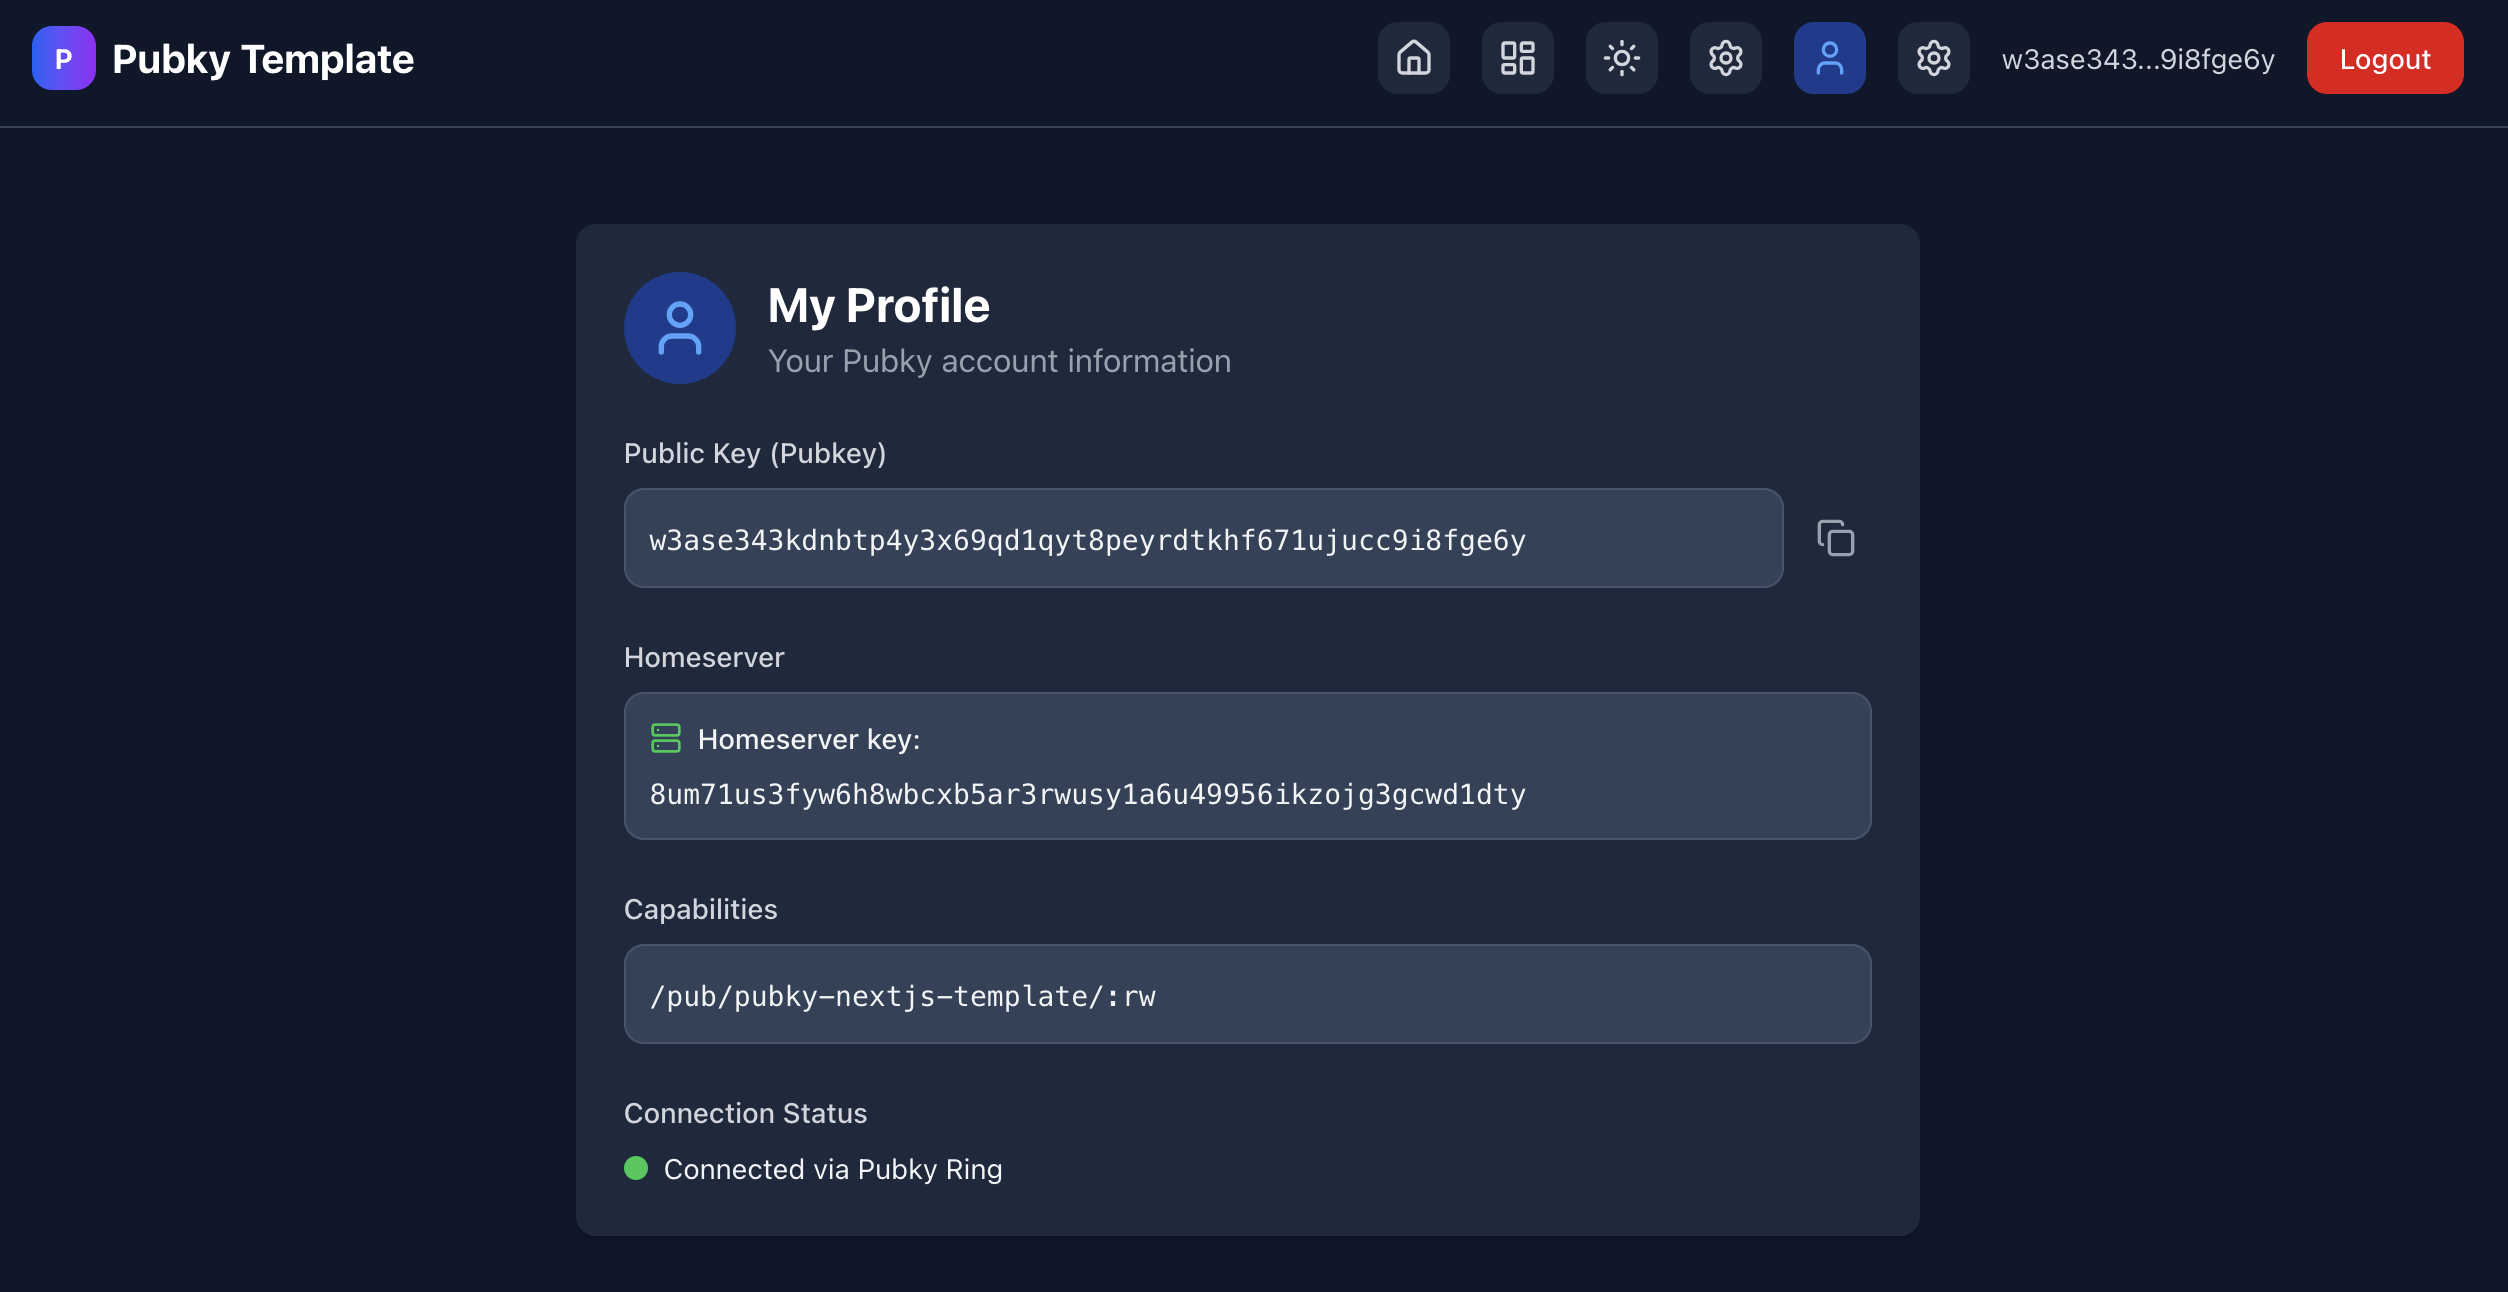 P Pubky Template
w3ase343...9i8fge6y
Logout
My Profile
Your Pubky account information
Public Key (Pubkey)
w3ase343kdnbtp4y3x69qd1qyt8peyrdtkhf671ujucc9i8fge6y
Homeserver
Homeserver key:
8um71us3fyw6h8wbcxb5ar3rwusy1a6u49956ikzojg3gcwd1dty
Capabilities
/pub/pubky-nextjs-template/:rw
Connection Status
Connected via Pubky Ring